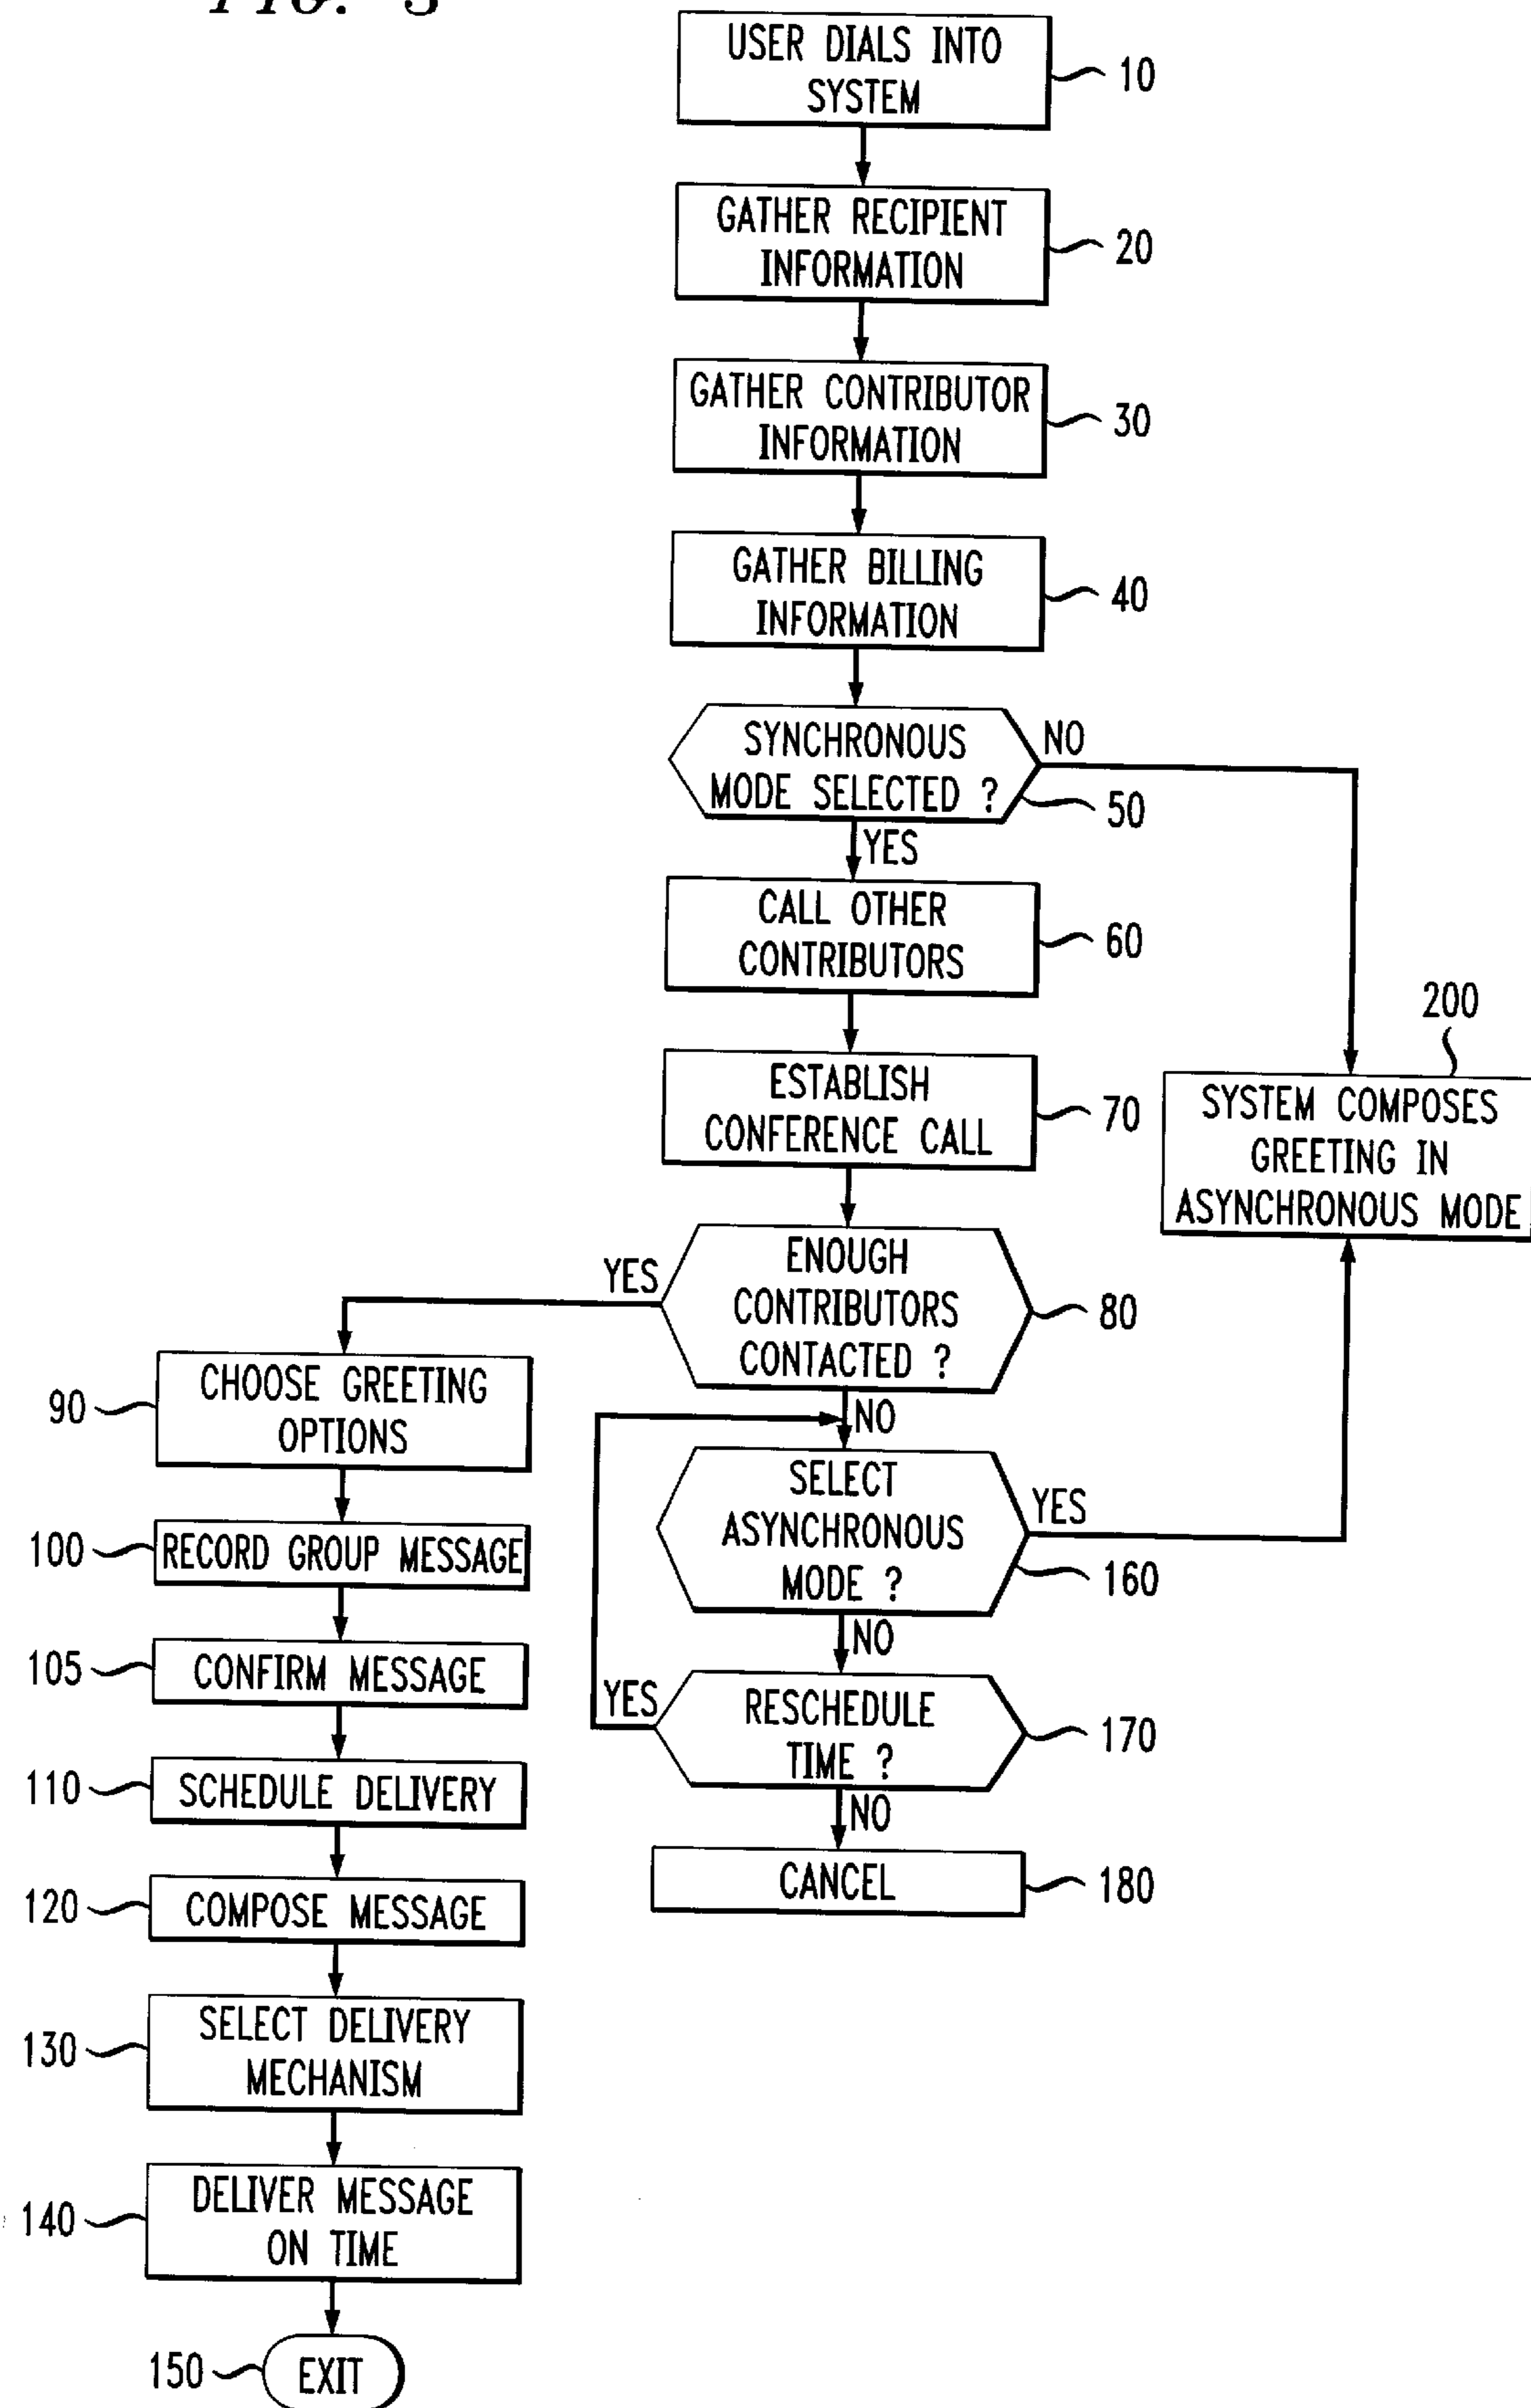 FIG. 3
USER DIALS INTO
SYSTEM
10
GATHER RECIPIENT
INFORMATION
20
GATHER CONTRIBUTOR
INFORMATION
30
GATHER BILLING
INFORMATION
40
SYNCHRONOUS
MODE SELECTED ?
NO
50
YES
CALL OTHER
CONTRIBUTORS
60
ESTABLISH
CONFERENCE CALL
70
200
SYSTEM COMPOSES
GREETING IN
ASYNCHRONOUS MODE
ENOUGH
CONTRIBUTORS
CONTACTED ?
YES
80
NO
SELECT
ASYNCHRONOUS
MODE ?
YES
160
NO
RESCHEDULE
TIME ?
YES
170
NO
CANCEL
180
CHOOSE GREETING
OPTIONS
90
RECORD GROUP MESSAGE
100
CONFIRM MESSAGE
105
SCHEDULE DELIVERY
110
COMPOSE MESSAGE
120
SELECT DELIVERY
MECHANISM
130
DELIVER MESSAGE
ON TIME
140
EXIT
150